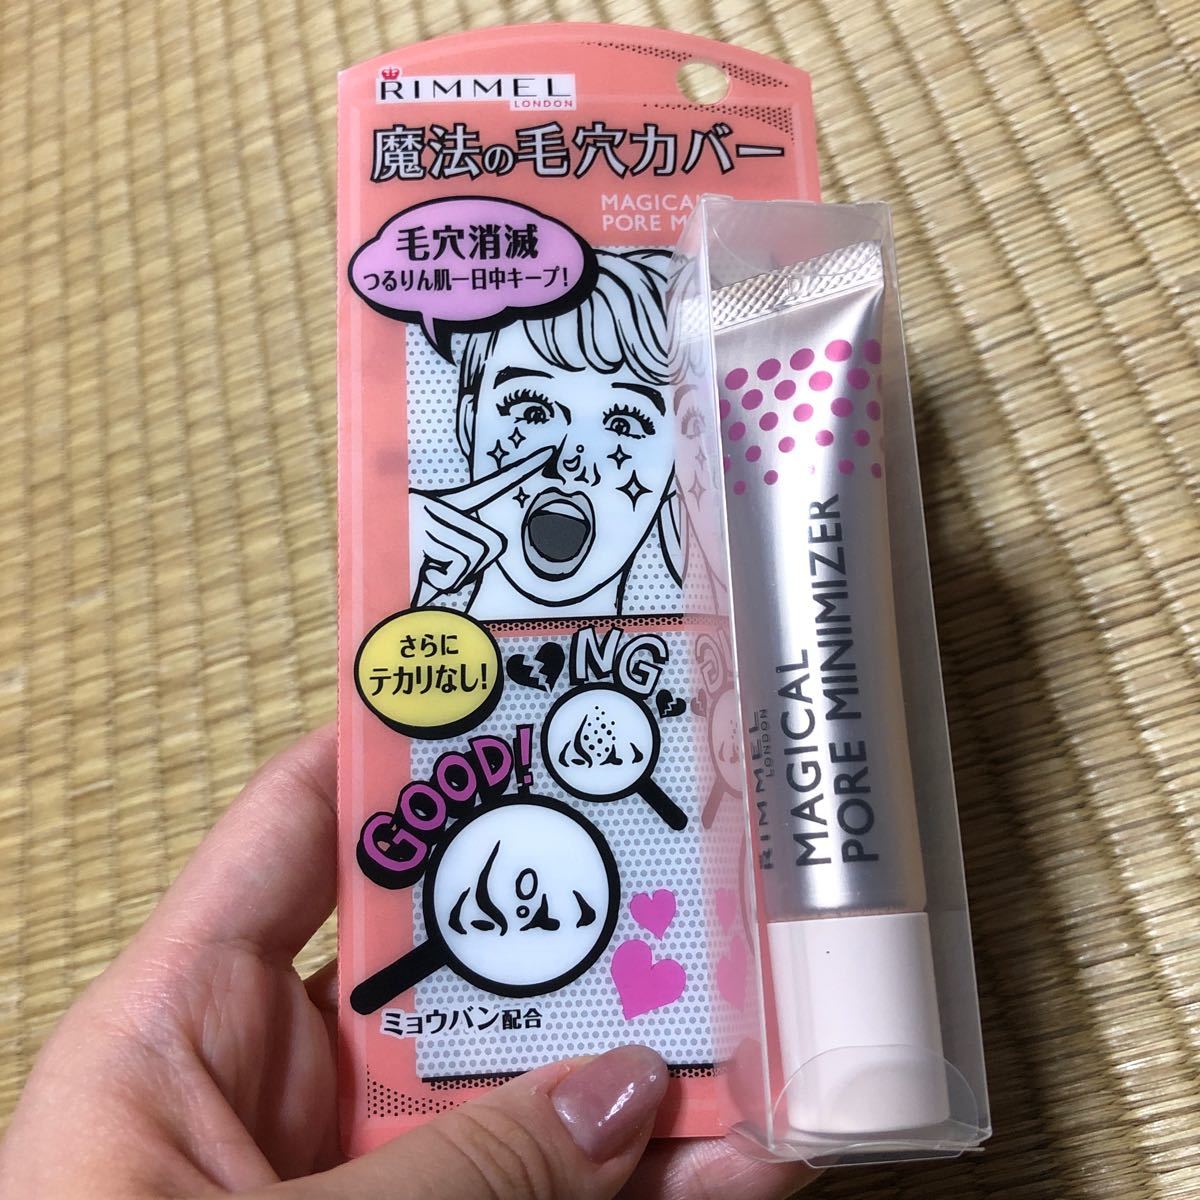 RIMMEL
LONDON
魔法の毛穴カバー
MAGICAL
PORE M
毛穴消滅
つるりん肌一日中キープ!
さらに
テカリなし!
NG
GOOD!
ミョウバン配合
RIMMEL
LONDON
MAGICAL
PORE MINIMIZER